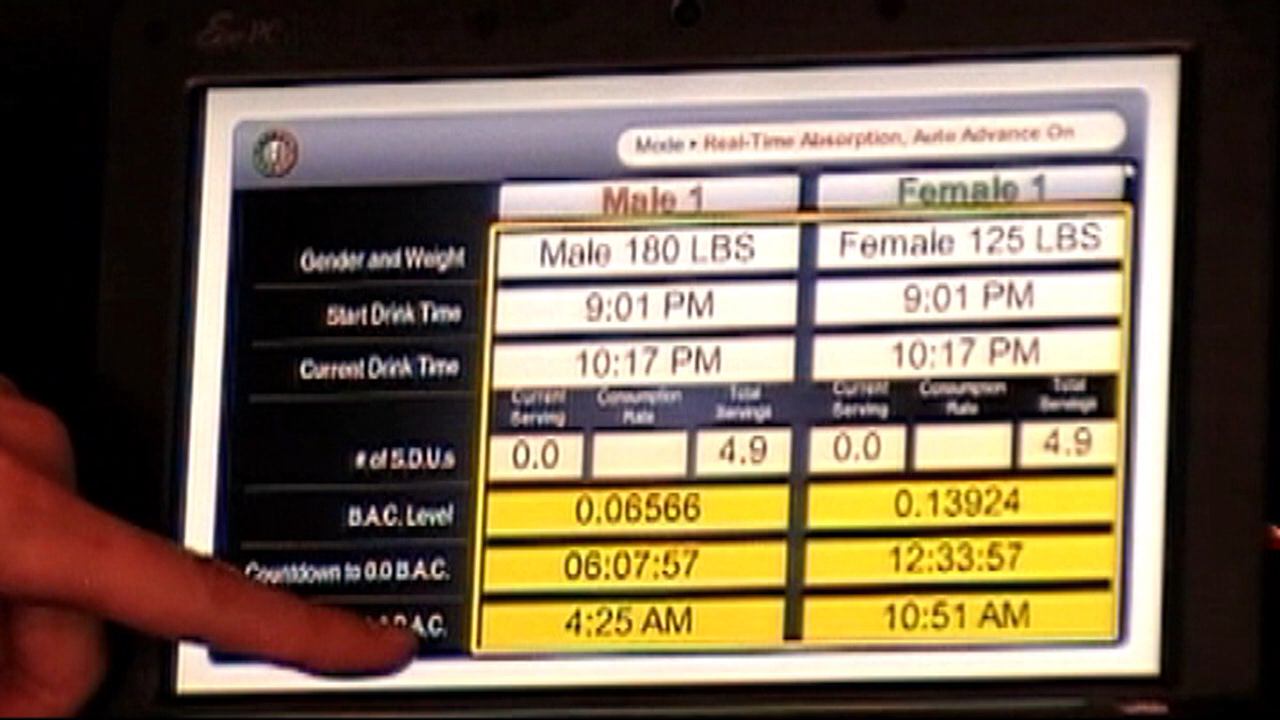 Eee PC
Mode • Real-Time Absorption, Auto Advance On
Male 1 Female 1
Gender and Weight Male 180 LBS Female 125 LBS
Start Drink Time 9:01 PM 9:01 PM
Current Drink Time 10:17 PM 10:17 PM
Current Serving Consumption Rate Total Servings Current Serving Consumption Rate Total Servings
# of S.D.U.s 0.0 4.9 0.0 4.9
B.A.C. Level 0.06566 0.13924
Countdown to 0.0 B.A.C. 06:07:57 12:33:57
B.A.C. 4:25 AM 10:51 AM